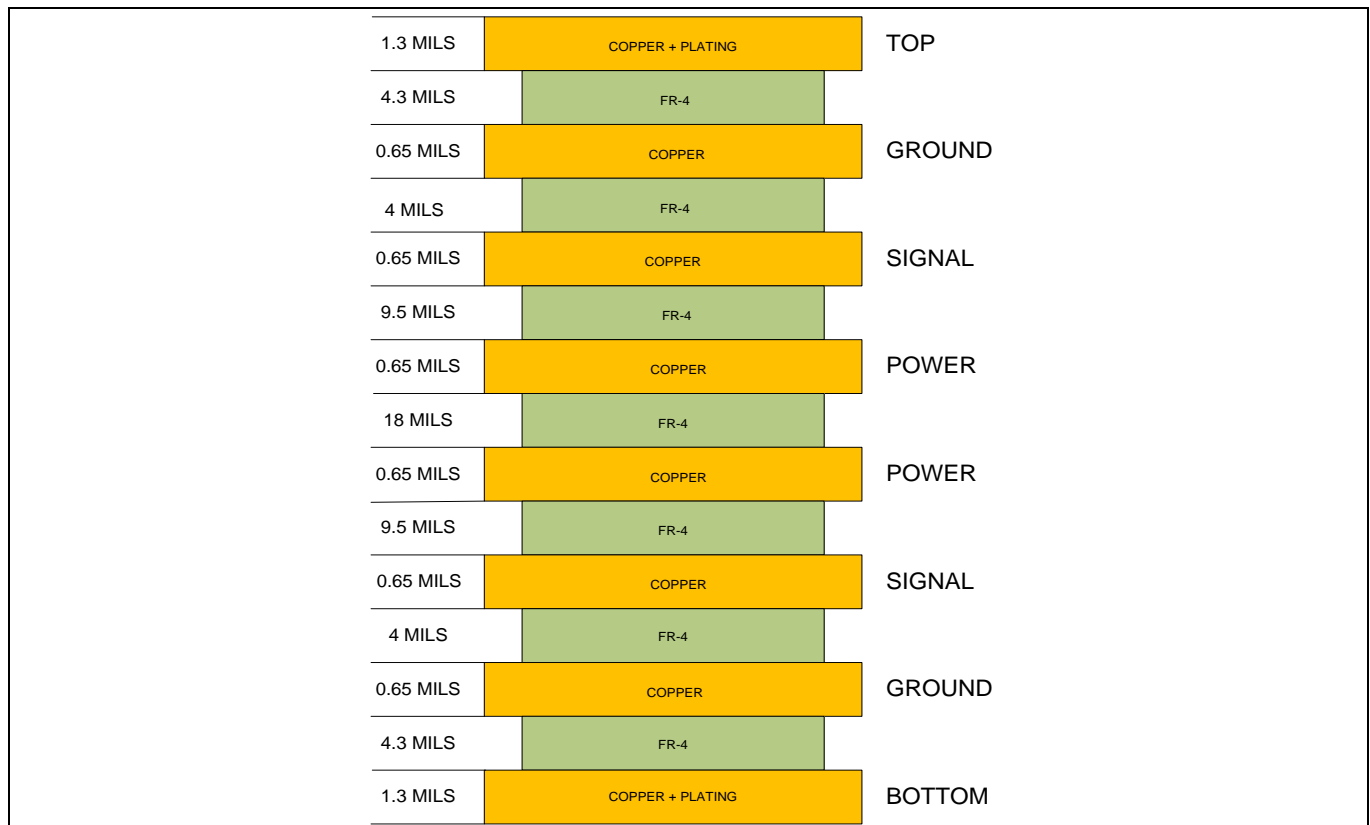 1.3 MILS COPPER + PLATING TOP
4.3 MILS FR-4
0.65 MILS COPPER GROUND
4 MILS FR-4
0.65 MILS COPPER SIGNAL
9.5 MILS FR-4
0.65 MILS COPPER POWER
18 MILS FR-4
0.65 MILS COPPER POWER
9.5 MILS FR-4
0.65 MILS COPPER SIGNAL
4 MILS FR-4
0.65 MILS COPPER GROUND
4.3 MILS FR-4
1.3 MILS COPPER + PLATING BOTTOM